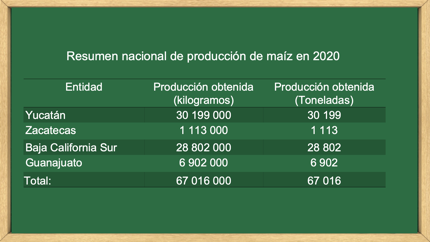 Resumen nacional de producción de maíz en 2020
Entidad Producción obtenida (kilogramos) Producción obtenida (Toneladas)
Yucatán 30 199 000 30 199
Zacatecas 1 113 000 1 113
Baja California Sur 28 802 000 28 802
Guanajuato 6 902 000 6 902
Total: 67 016 000 67 016